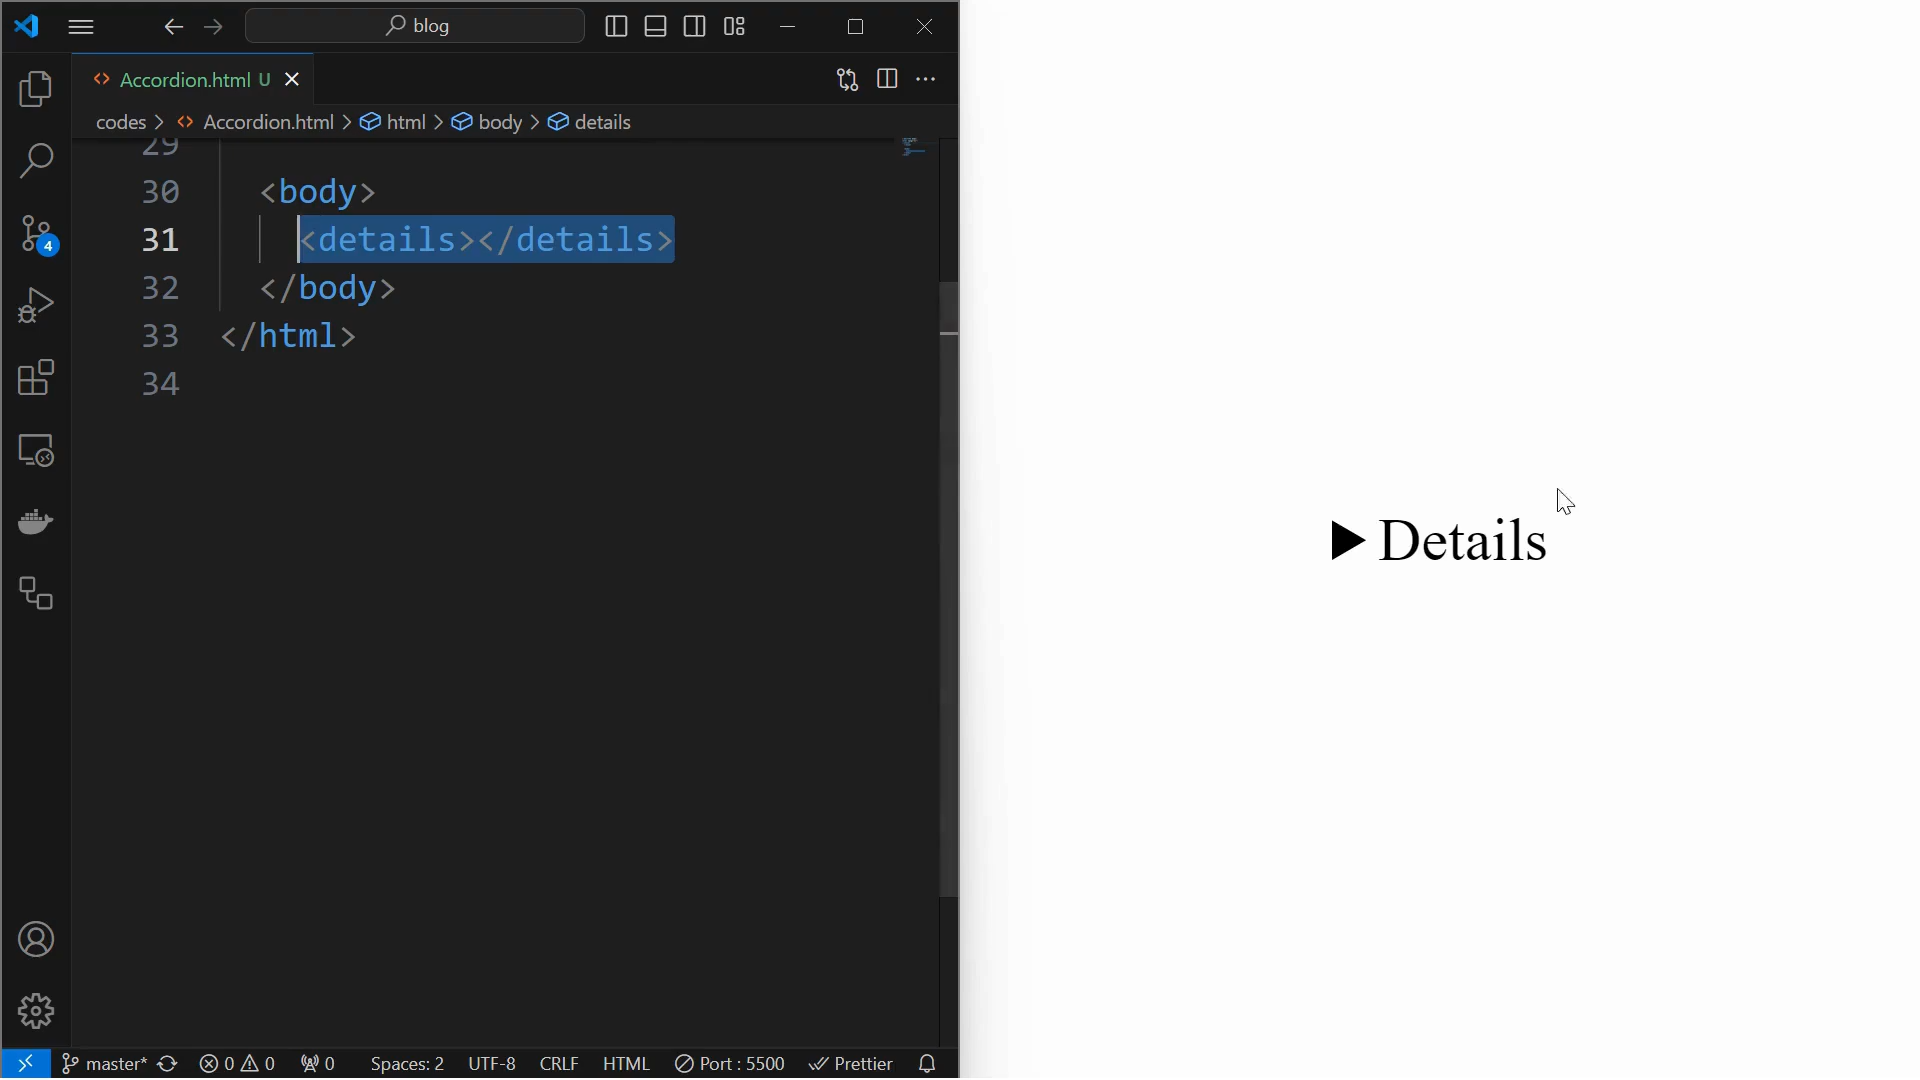 blog
Accordion.html U
codes > Accordion.html > html > body > details
29
30 <body>
31 <details></details>
32 </body>
33 </html>
34
4
master* 0 0 0 Spaces: 2 UTF-8 CRLF HTML Port : 5500 Prettier
Details